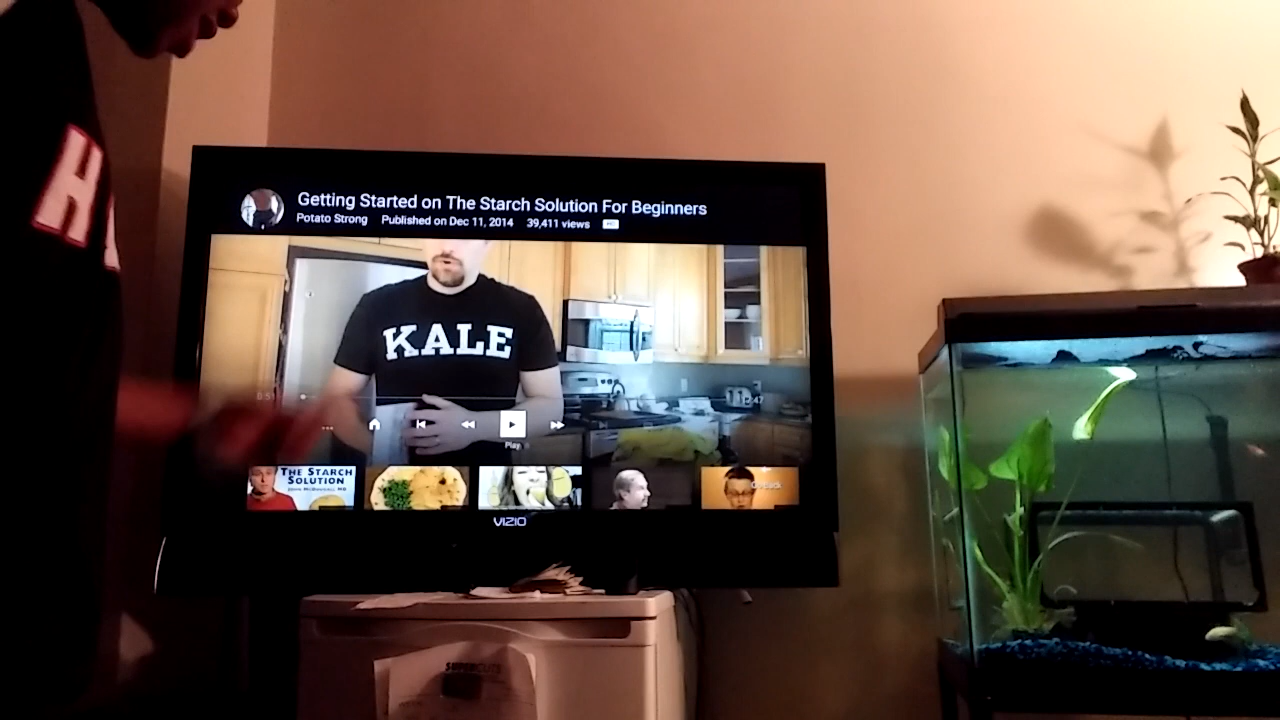 H
Getting Started on The Starch Solution For Beginners
Potato Strong Published on Dec 11, 2014 39,411 views
KALE
Play
THE STARCH
SOLUTION
VIZIO